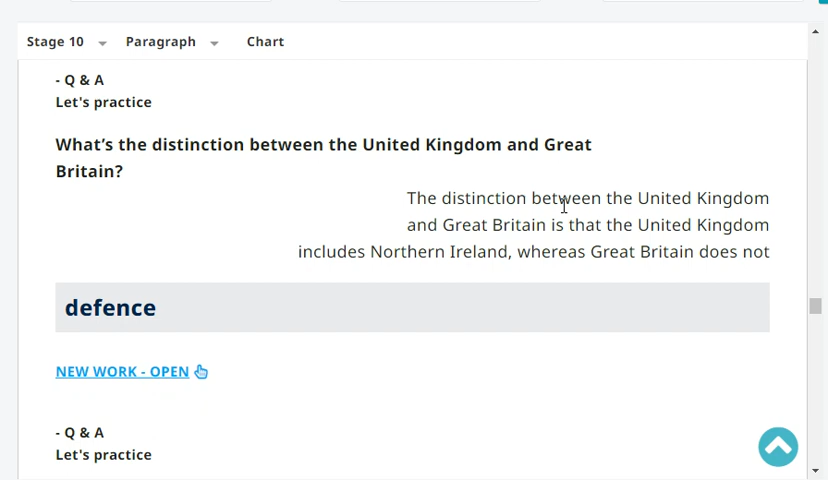 Stage 10 Paragraph Chart
- Q & A
Let's practice
What’s the distinction between the United Kingdom and Great
Britain?
The distinction between the United Kingdom
and Great Britain is that the United Kingdom
includes Northern Ireland, whereas Great Britain does not
defence
NEW WORK - OPEN
- Q & A
Let's practice